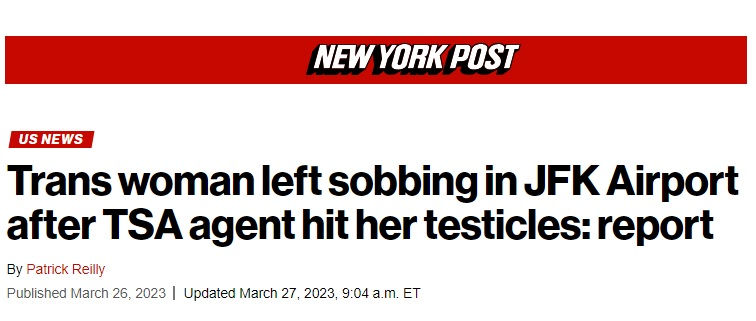 NEW YORK POST
US NEWS
Trans woman left sobbing in JFK Airport
after TSA agent hit her testicles: report
By Patrick Reilly
Published March 26, 2023 | Updated March 27, 2023, 9:04 a.m. ET